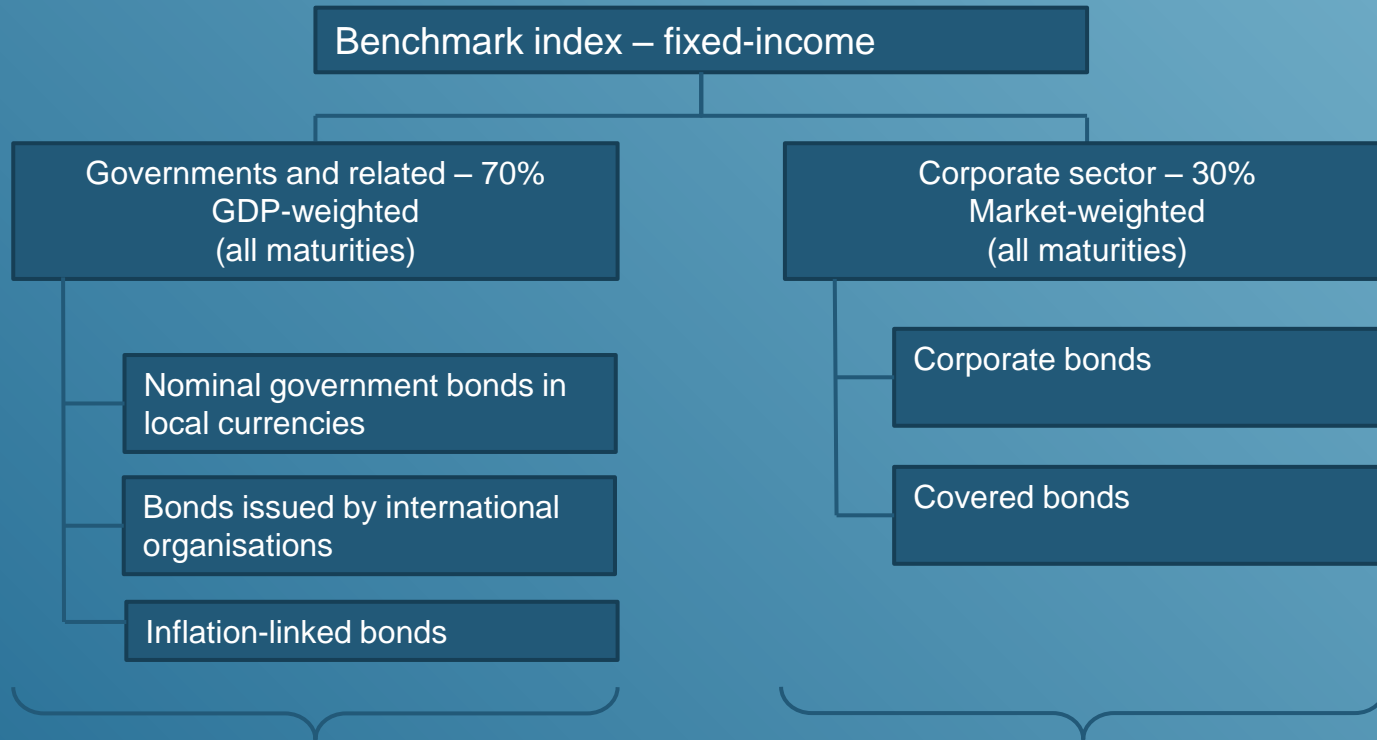 Benchmark index – fixed-income
Governments and related – 70%
GDP-weighted
(all maturities)
Nominal government bonds in
local currencies
Bonds issued by international
organisations
Inflation-linked bonds
Corporate sector – 30%
Market-weighted
(all maturities)
Corporate bonds
Covered bonds